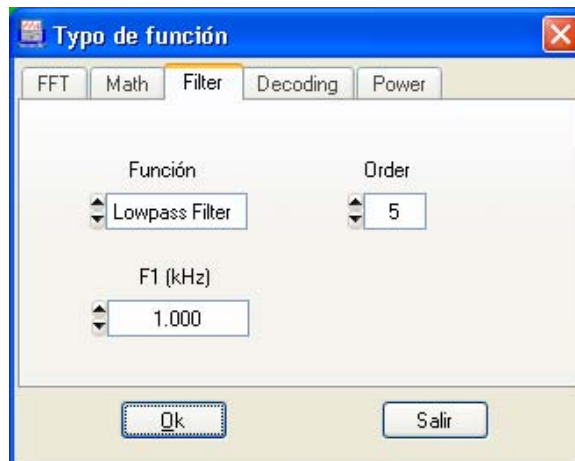 Typo de función
FFT Math Filter Decoding Power
Función Order
Lowpass Filter 5
F1 (kHz)
1.000
Ok Salir